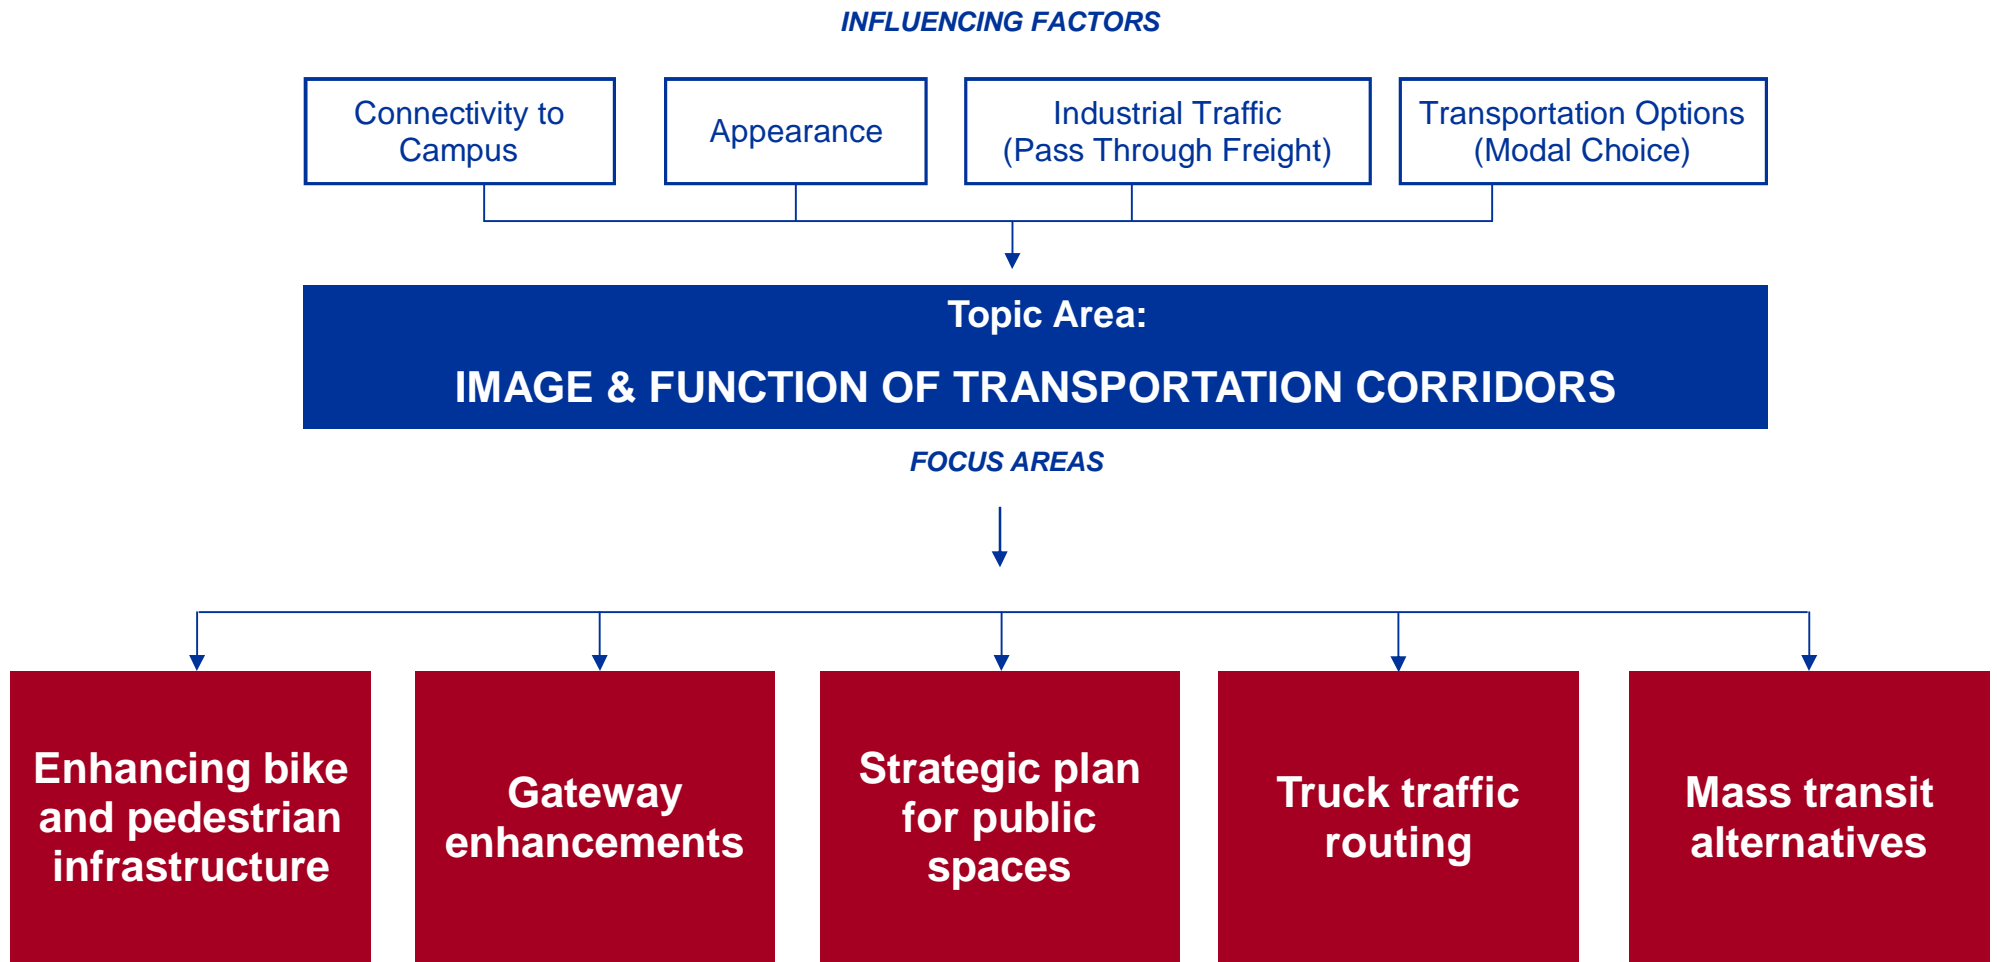 INFLUENCING FACTORS
Connectivity to
Campus
Appearance
Industrial Traffic
(Pass Through Freight)
Transportation Options
(Modal Choice)
Topic Area:
IMAGE & FUNCTION OF TRANSPORTATION CORRIDORS
FOCUS AREAS
Enhancing bike
and pedestrian
infrastructure
Gateway
enhancements
Strategic plan
for public
spaces
Truck traffic
routing
Mass transit
alternatives